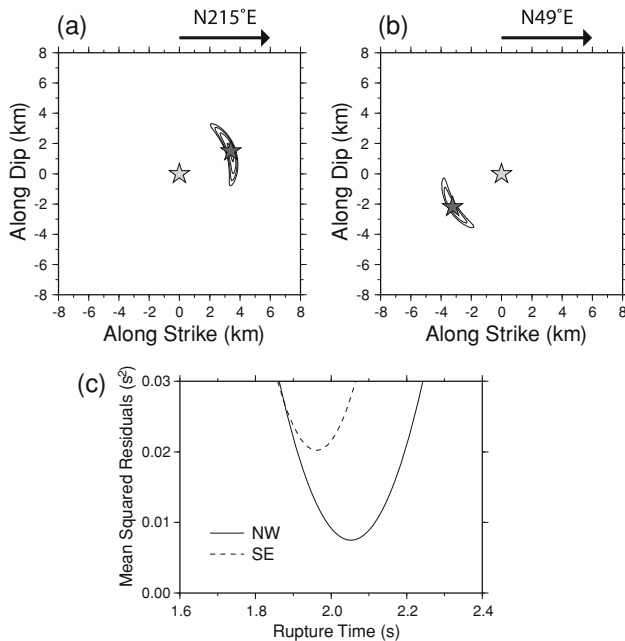 (a)
N215°E
(b)
N49°E
Along Dip (km)
8
6
4
2
0
-2
-4
-6
-8
-8 -6 -4 -2 0 2 4 6 8
Along Strike (km)
Along Dip (km)
8
6
4
2
0
-2
-4
-6
-8
-8 -6 -4 -2 0 2 4 6 8
Along Strike (km)
(c)
Mean Squared Residuals (s²)
0.03
0.02
0.01
0.00
NW
SE
1.6 1.8 2.0 2.2 2.4
Rupture Time (s)